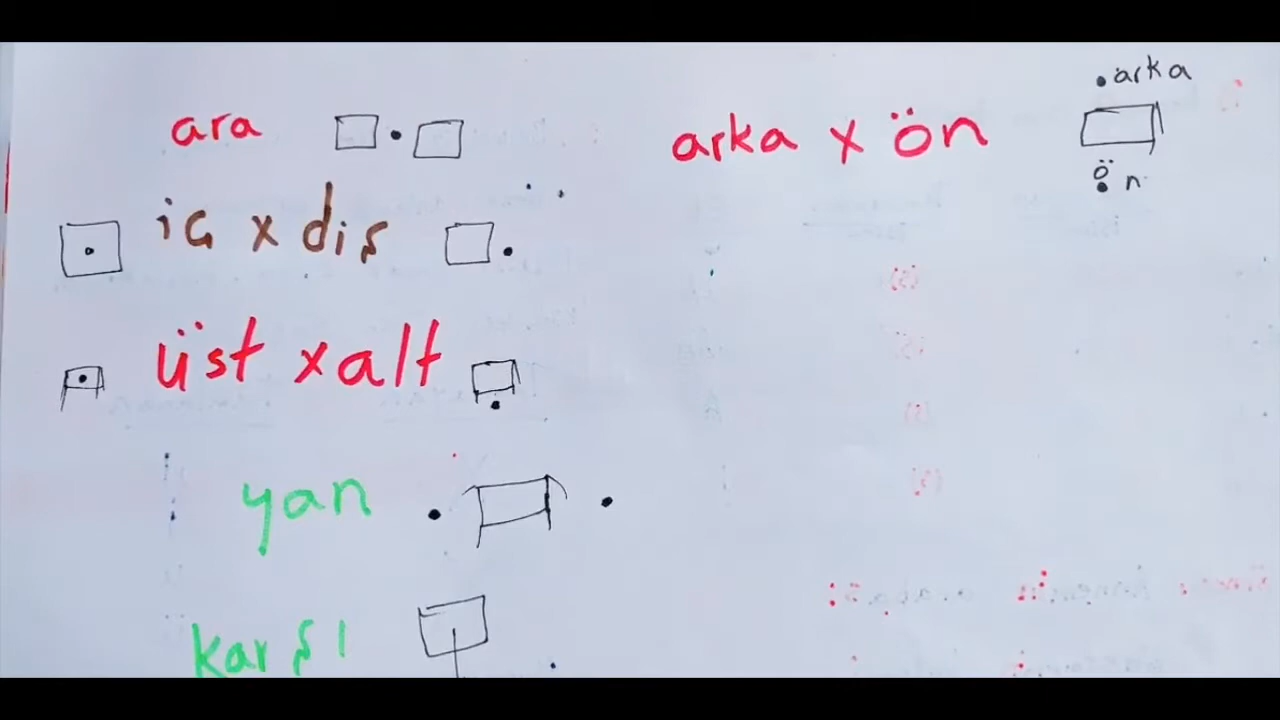 ara
arka x ön
arka
ön
iç x dış
üst x alt
yan
karşı